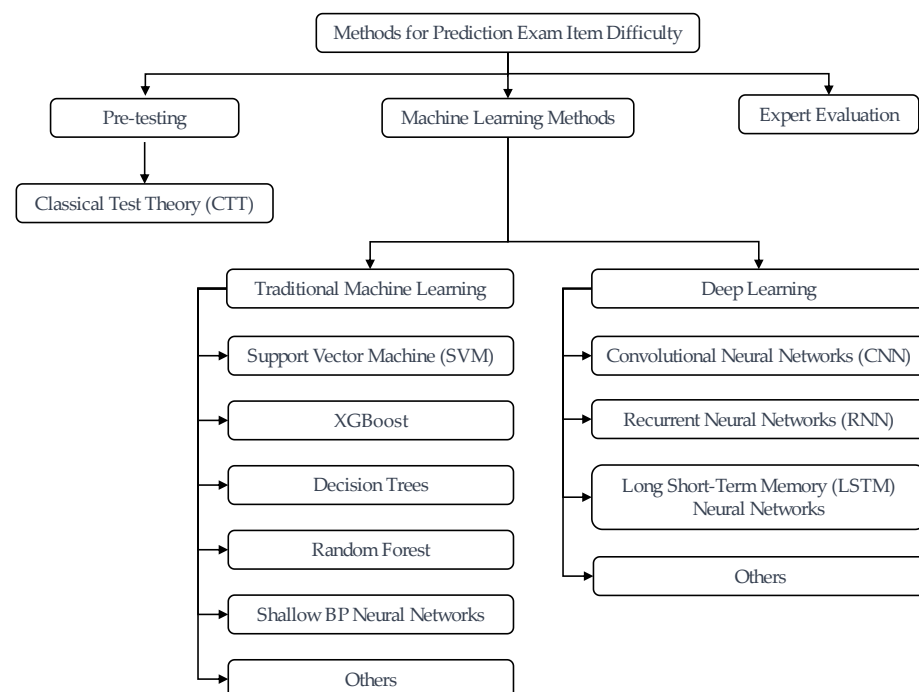 Methods for Prediction Exam Item Difficulty
Pre-testing
Machine Learning Methods
Expert Evaluation
Classical Test Theory (CTT)
Traditional Machine Learning
Deep Learning
Support Vector Machine (SVM)
Convolutional Neural Networks (CNN)
XGBoost
Recurrent Neural Networks (RNN)
Decision Trees
Long Short-Term Memory (LSTM)
Neural Networks
Random Forest
Others
Shallow BP Neural Networks
Others